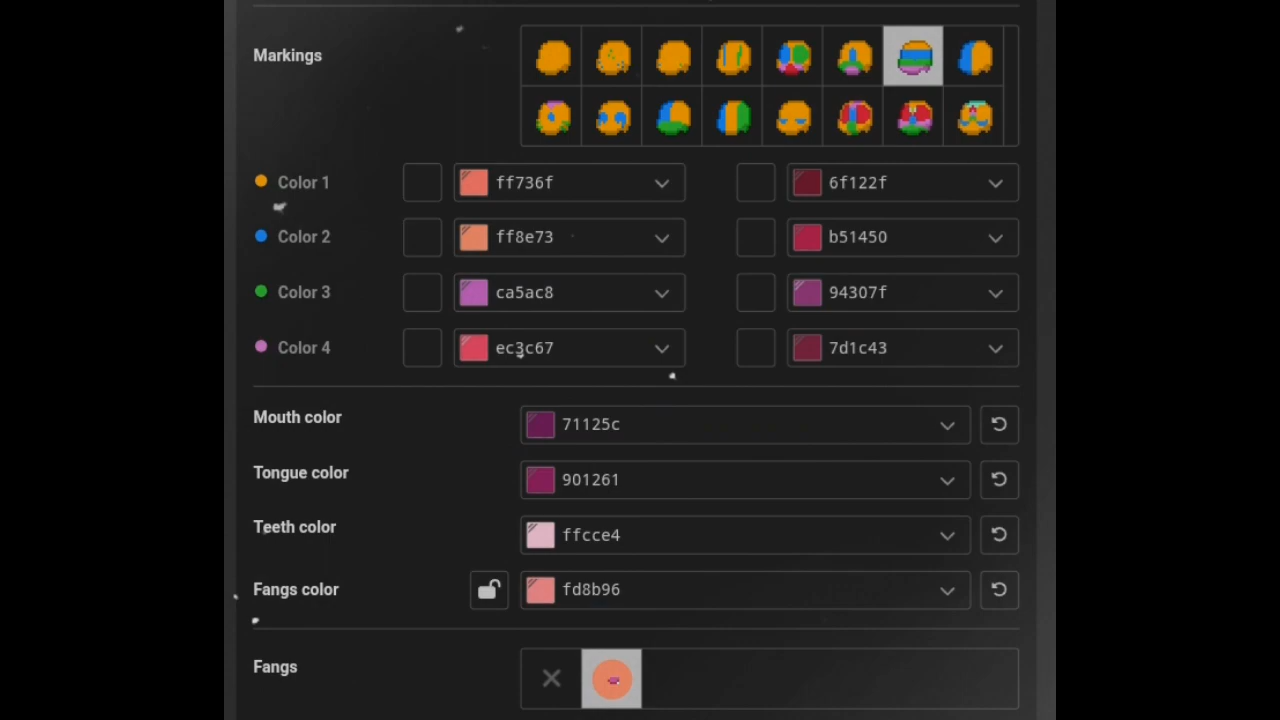 Markings
Color 1 ff736f 6f122f
Color 2 ff8e73 b51450
Color 3 ca5ac8 94307f
Color 4 ec3c67 7d1c43
Mouth color 71125c
Tongue color 901261
Teeth color ffcce4
Fangs color fd8b96
Fangs